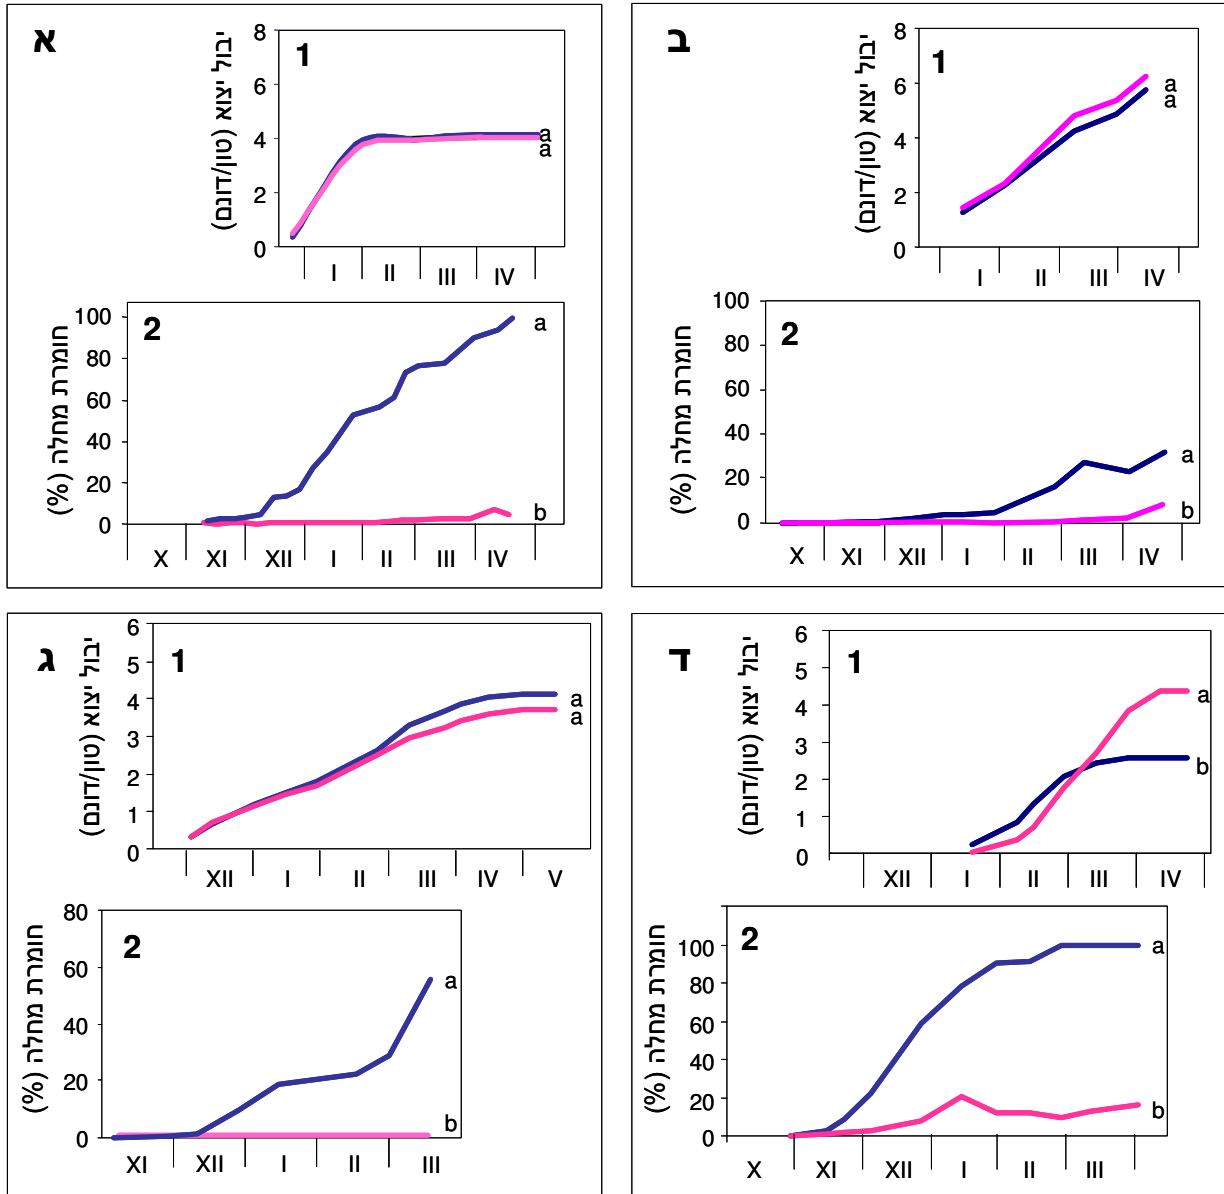 א
1
יבול יצוא (טון/דונם)
8
6
4
2
0
a
a
I II III IV
2
חומרת מחלה (%)
100
80
60
40
20
0
a
b
X XI XII I II III IV
ב
1
יבול יצוא (טון/דונם)
8
6
4
2
0
a
a
I II III IV
2
חומרת מחלה (%)
100
80
60
40
20
0
a
b
X XI XII I II III IV
ג
1
יבול יצוא (טון/דונם)
6
5
4
3
2
1
0
a
a
XII I II III IV V
2
חומרת מחלה (%)
80
60
40
20
0
a
b
XI XII I II III
ד
1
יבול יצוא (טון/דונם)
6
5
4
3
2
1
0
a
b
XII I II III IV
2
חומרת מחלה (%)
100
80
60
40
20
0
a
b
X XI XII I II III